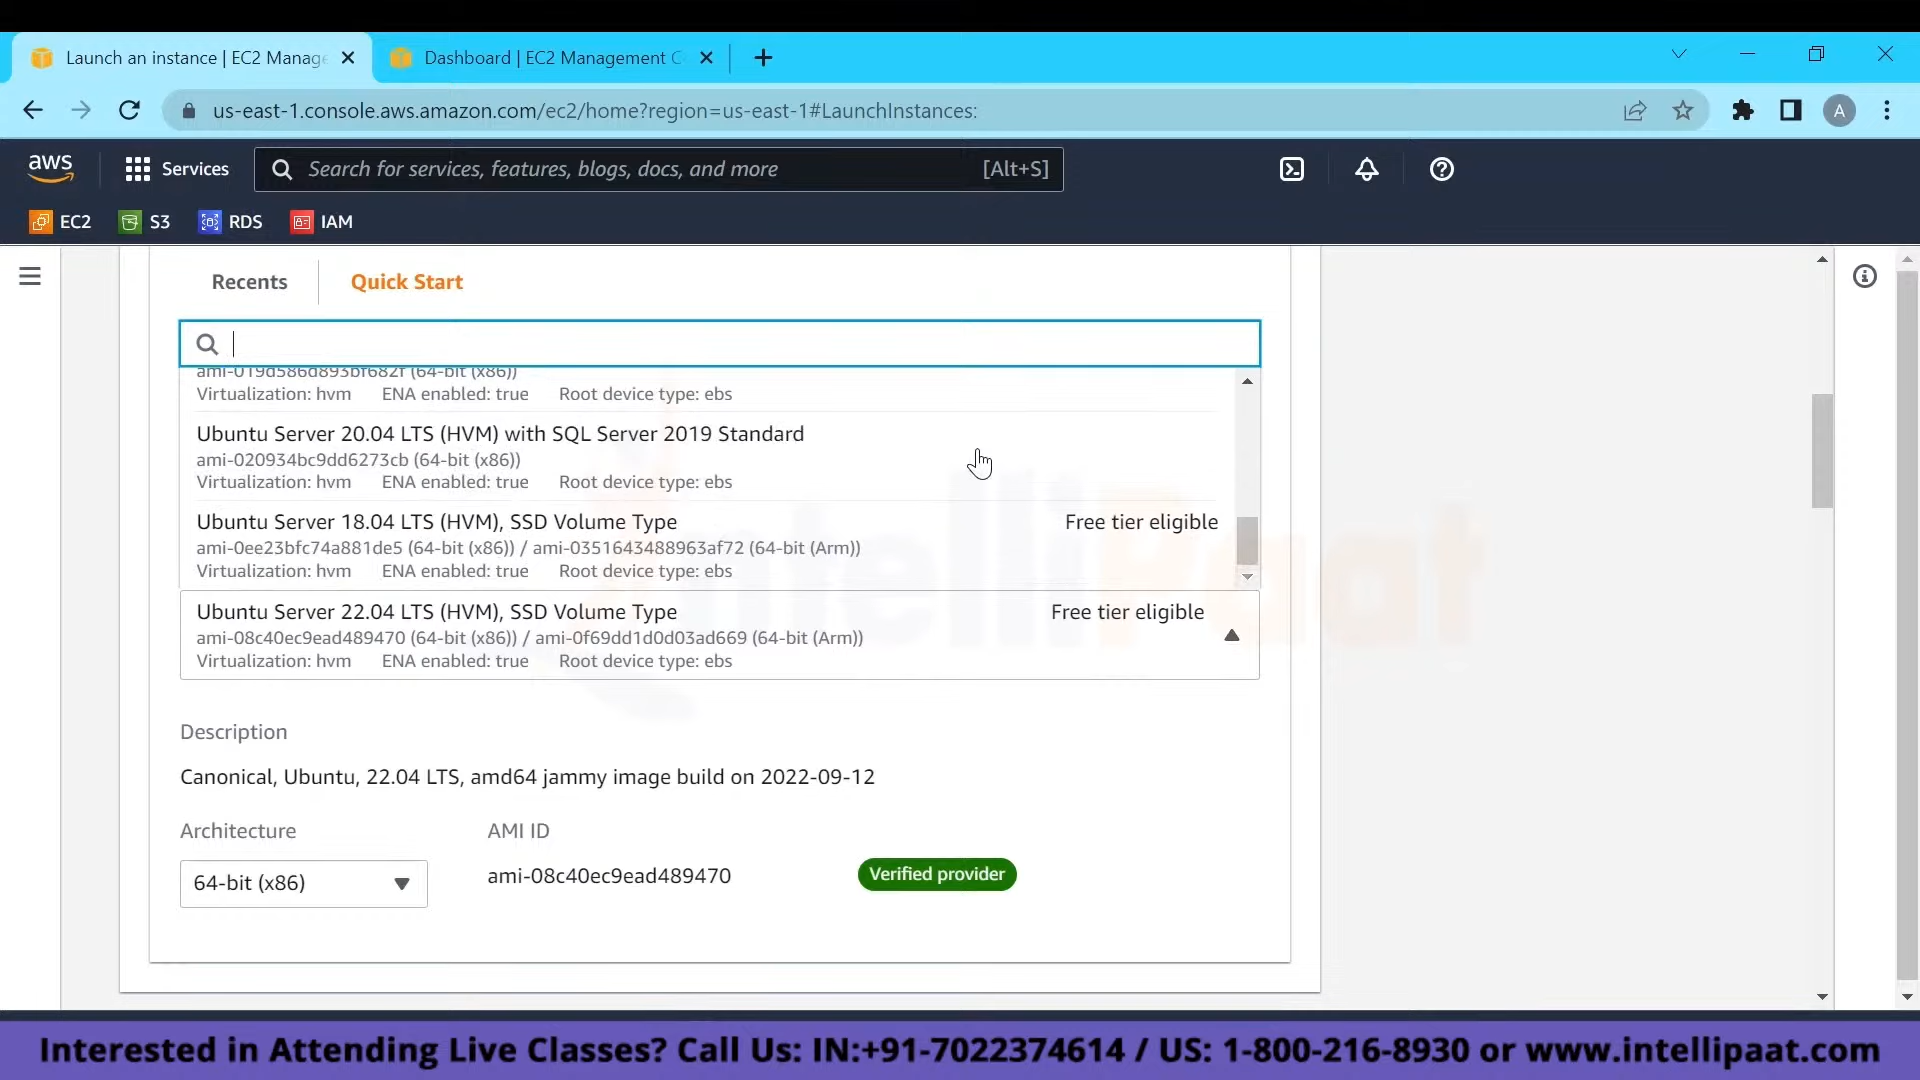 Launch an instance | EC2 Manage
Dashboard | EC2 Management C
us-east-1.console.aws.amazon.com/ec2/home?region=us-east-1#LaunchInstances:
A
aws
Services
Search for services, features, blogs, docs, and more
[Alt+S]
EC2
S3
RDS
IAM
Recents
Quick Start
ami-019d586d893bf682f (64-bit (x86))
Virtualization: hvm ENA enabled: true Root device type: ebs
Ubuntu Server 20.04 LTS (HVM) with SQL Server 2019 Standard
ami-020934bc9dd6273cb (64-bit (x86))
Virtualization: hvm ENA enabled: true Root device type: ebs
Ubuntu Server 18.04 LTS (HVM), SSD Volume Type Free tier eligible
ami-0ee23bfc74a881de5 (64-bit (x86)) / ami-0351643488963af72 (64-bit (Arm))
Virtualization: hvm ENA enabled: true Root device type: ebs
Ubuntu Server 22.04 LTS (HVM), SSD Volume Type Free tier eligible
ami-08c40ec9ead489470 (64-bit (x86)) / ami-0f69dd1d0d03ad669 (64-bit (Arm))
Virtualization: hvm ENA enabled: true Root device type: ebs
IntelliPaat
Description
Canonical, Ubuntu, 22.04 LTS, amd64 jammy image build on 2022-09-12
Architecture AMI ID
64-bit (x86) ami-08c40ec9ead489470 Verified provider
Interested in Attending Live Classes? Call Us: IN:+91-7022374614 / US: 1-800-216-8930 or www.intellipaat.com